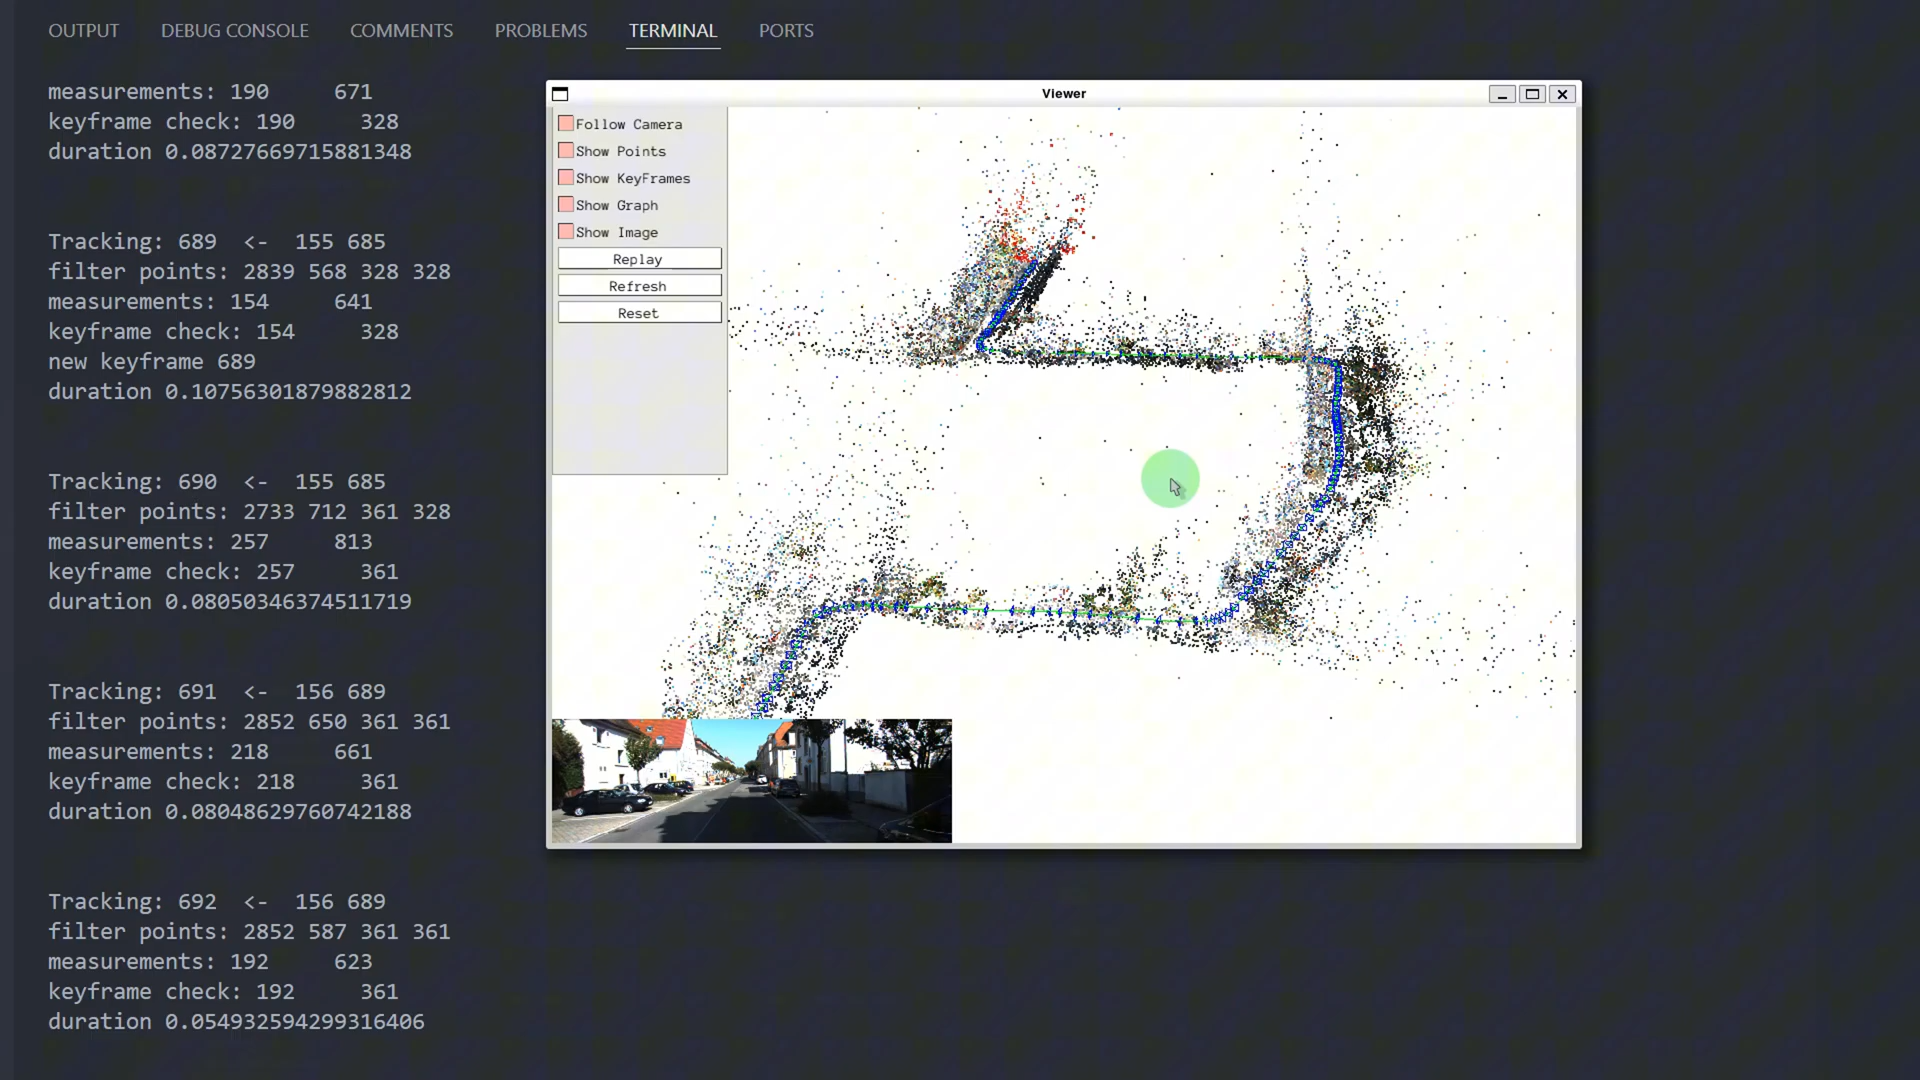 OUTPUT DEBUG CONSOLE COMMENTS PROBLEMS TERMINAL PORTS
measurements: 190 671
keyframe check: 190 328
duration 0.08727669715881348
Tracking: 689 <- 155 685
filter points: 2839 568 328 328
measurements: 154 641
keyframe check: 154 328
new keyframe 689
duration 0.10756301879882812
Tracking: 690 <- 155 685
filter points: 2733 712 361 328
measurements: 257 813
keyframe check: 257 361
duration 0.08050346374511719
Tracking: 691 <- 156 689
filter points: 2852 650 361 361
measurements: 218 661
keyframe check: 218 361
duration 0.08048629760742188
Tracking: 692 <- 156 689
filter points: 2852 587 361 361
measurements: 192 623
keyframe check: 192 361
duration 0.054932594299316406
Viewer
Follow Camera
Show Points
Show KeyFrames
Show Graph
Show Image
Replay
Refresh
Reset